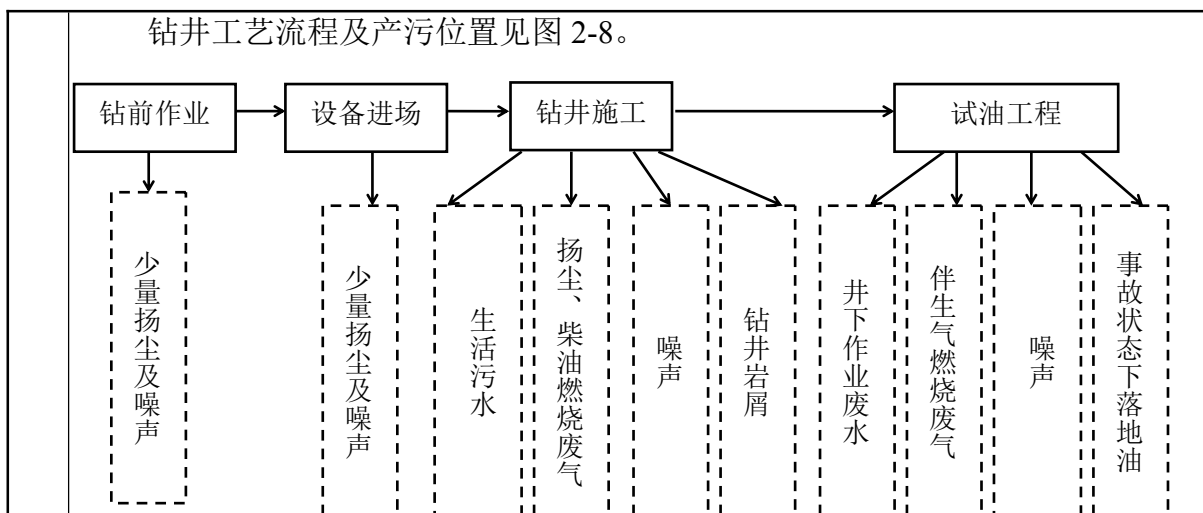 钻井工艺流程及产污位置见图 2-8。
钻前作业
设备进场
钻井施工
试油工程
少量扬尘及噪声
少量扬尘及噪声
生活污水
扬尘、柴油燃烧废气
噪声
钻井岩屑
井下作业废水
伴生气燃烧废气
噪声
事故状态下落地油